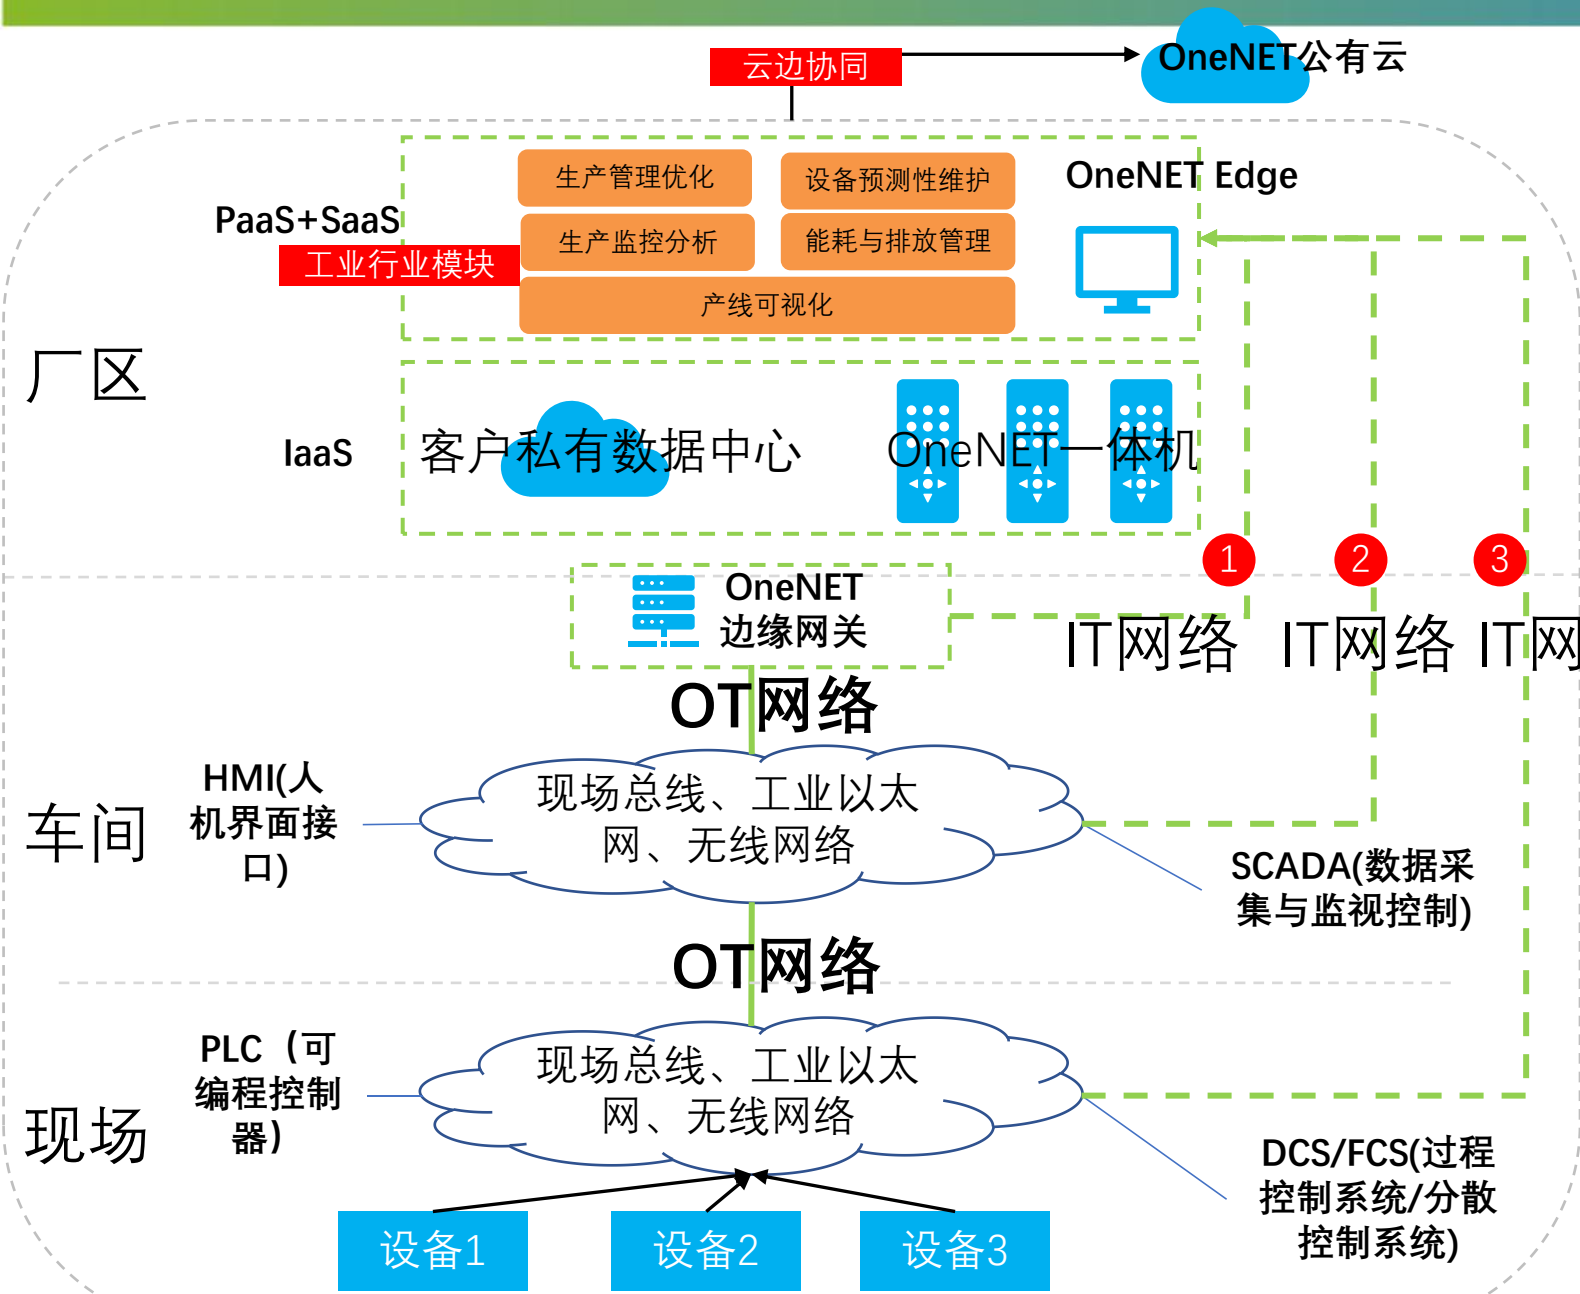 云边协同
OneNET公有云
生产管理优化
设备预测性维护
OneNET Edge
PaaS+SaaS
生产监控分析
能耗与排放管理
工业行业模块
产线可视化
厂区
IaaS
客户私有数据中心
OneNET一体机
1
2
3
OneNET
边缘网关
IT网络
IT网络
IT网
OT网络
HMI(人
机界面接
口)
车间
现场总线、工业以太
网、无线网络
SCADA(数据采
集与监视控制)
OT网络
PLC（可
编程控制
器）
现场
现场总线、工业以太
网、无线网络
DCS/FCS(过程
控制系统/分散
控制系统)
设备1
设备2
设备3